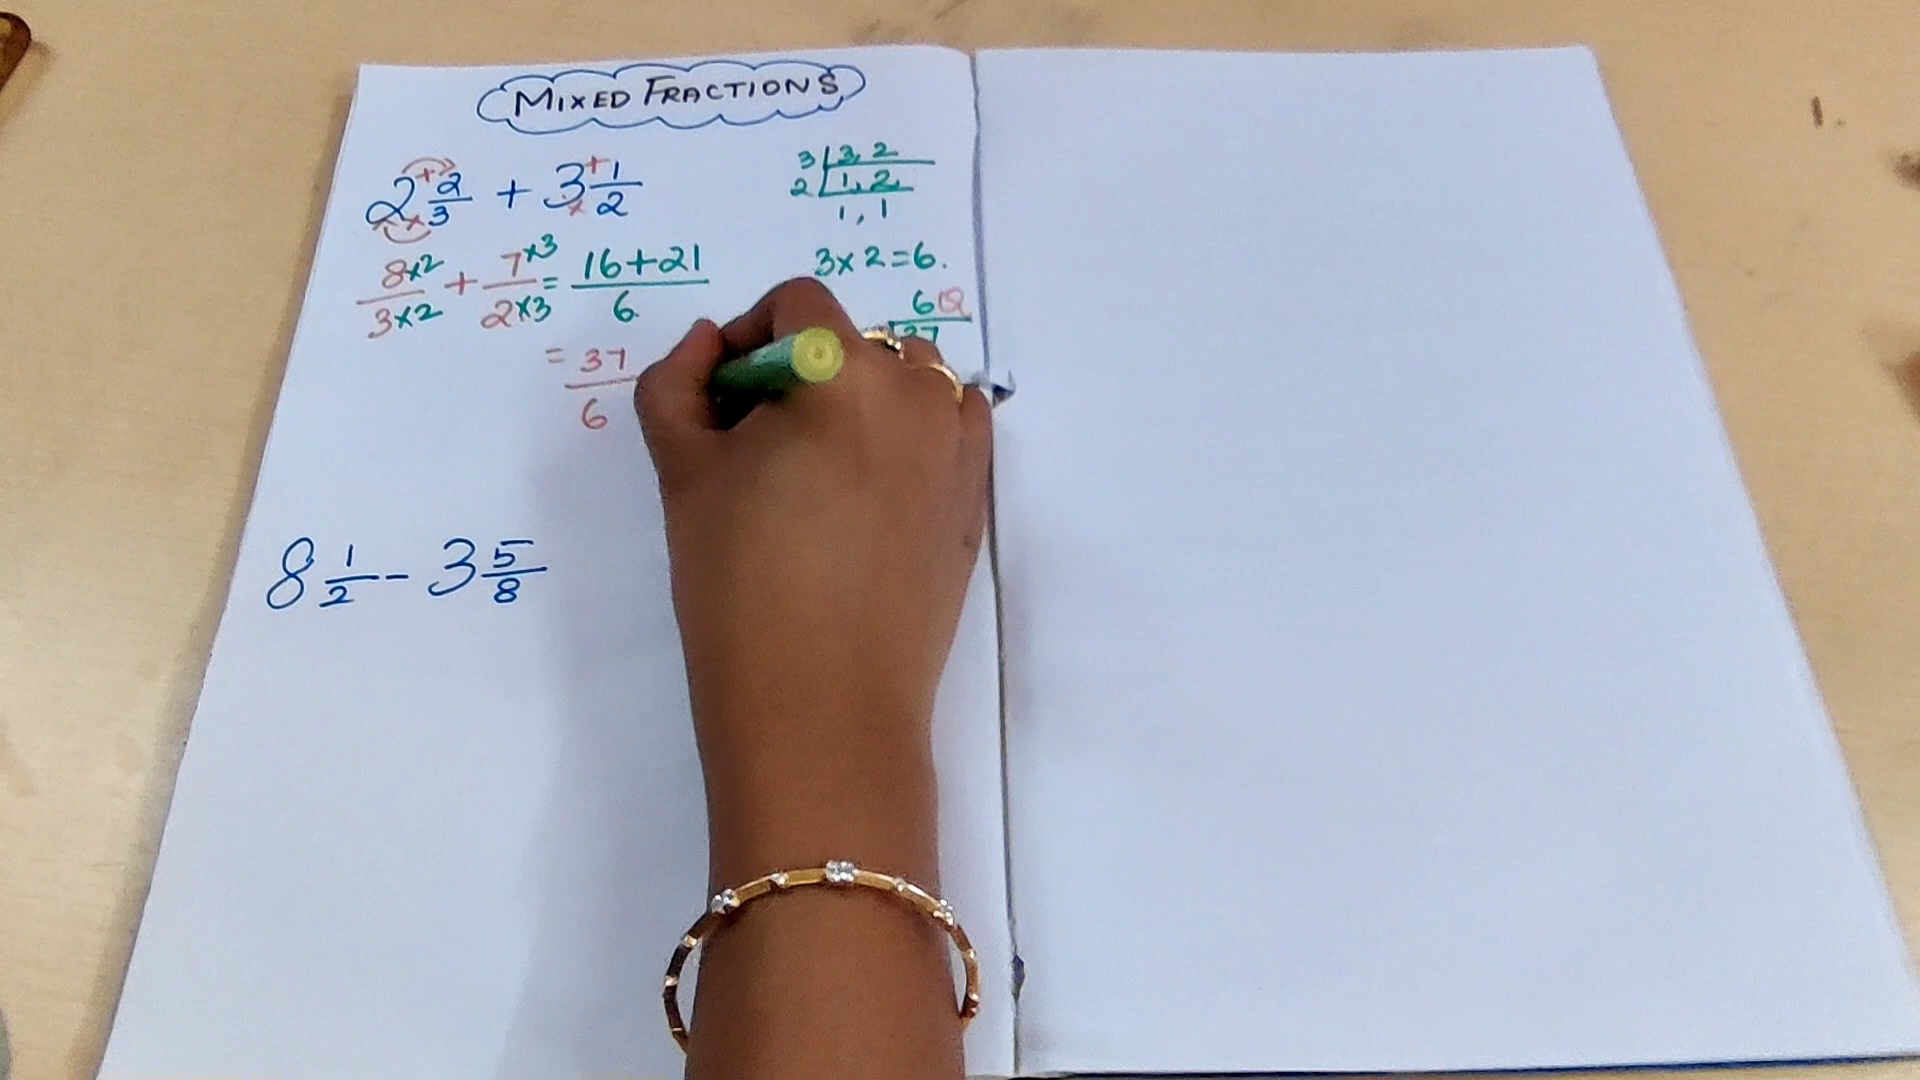 MIXED FRACTIONS
2 2/3 + 3 1/2
3 | 3, 2
2 | 1, 2
1, 1
8×2/3×2 + 7×3/2×3 = 16+21/6
3×2=6.
6 Q
37
= 37/6
8 1/2 - 3 5/8